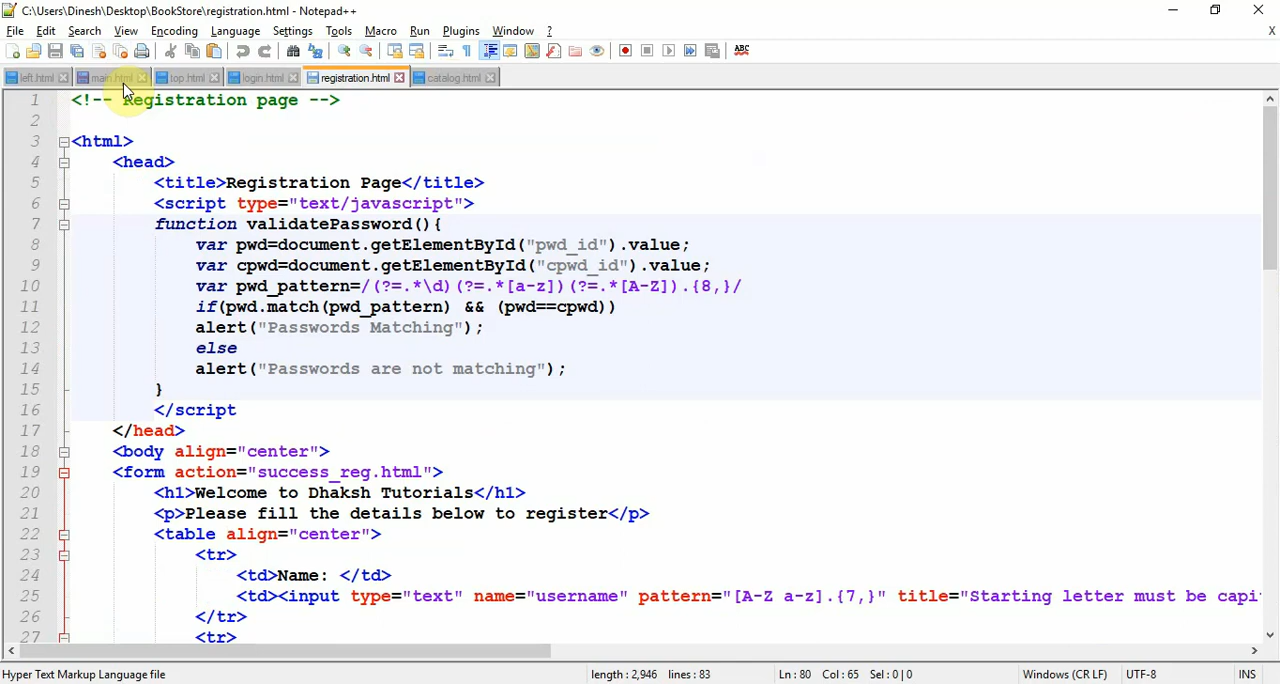 C:\Users\Dinesh\Desktop\BookStore\registration.html - Notepad++
File Edit Search View Encoding Language Settings Tools Macro Run Plugins Window ? X
ABC
left.html main.html top.html login.html registration.html catalog.html
1 <!-- Registration page -->
2
3 <html>
4 <head>
5 <title>Registration Page</title>
6 <script type="text/javascript">
7 function validatePassword(){
8 var pwd=document.getElementById("pwd_id").value;
9 var cpwd=document.getElementById("cpwd_id").value;
10 var pwd_pattern=/(?=.*\d)(?=.*[a-z])(?=.*[A-Z]).{8,}/
11 if(pwd.match(pwd_pattern) && (pwd==cpwd))
12 alert("Passwords Matching");
13 else
14 alert("Passwords are not matching");
15 }
16 </script
17 </head>
18 <body align="center">
19 <form action="success_reg.html">
20 <h1>Welcome to Dhaksh Tutorials</h1>
21 <p>Please fill the details below to register</p>
22 <table align="center">
23 <tr>
24 <td>Name: </td>
25 <td><input type="text" name="username" pattern="[A-Z a-z].{7,}" title="Starting letter must be capi
26 </tr>
27 <tr>
Hyper Text Markup Language file length : 2,946 lines : 83 Ln : 80 Col : 65 Sel : 0 | 0 Windows (CR LF) UTF-8 INS